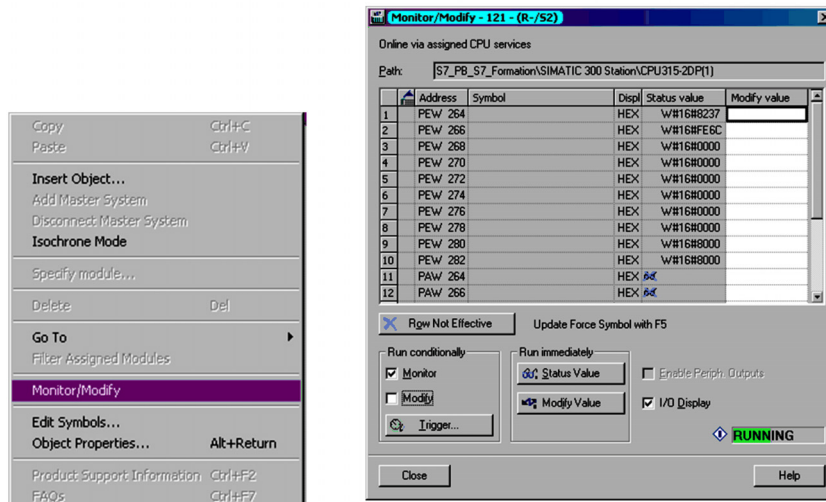 Copy Ctrl+C
Paste Ctrl+V
Insert Object...
Add Master System
Disconnect Master System
Isochrone Mode
Specify module...
Delete Del
Go To
Filter Assigned Modules
Monitor/Modify
Edit Symbols...
Object Properties... Alt+Return
Product Support Information Ctrl+F2
FAQs Ctrl+F7
Monitor/Modify - 121 - (R-/S2)
Online via assigned CPU services
Path: S7_PB_S7_Formation\SIMATIC 300 Station\CPU315-2DP(1)
Address Symbol Displ Status value Modify value
1 PEW 264 HEX W#16#8237
2 PEW 266 HEX W#16#FE6C
3 PEW 268 HEX W#16#0000
4 PEW 270 HEX W#16#0000
5 PEW 272 HEX W#16#0000
6 PEW 274 HEX W#16#0000
7 PEW 276 HEX W#16#0000
8 PEW 278 HEX W#16#0000
9 PEW 280 HEX W#16#8000
10 PEW 282 HEX W#16#8000
11 PAW 264 HEX
12 PAW 266 HEX
Row Not Effective Update Force Symbol with F5
Run conditionally Run immediately
Monitor Status Value Enable Periph. Outputs
Modify Modify Value I/O Display
Trigger...
RUNNING
Close Help